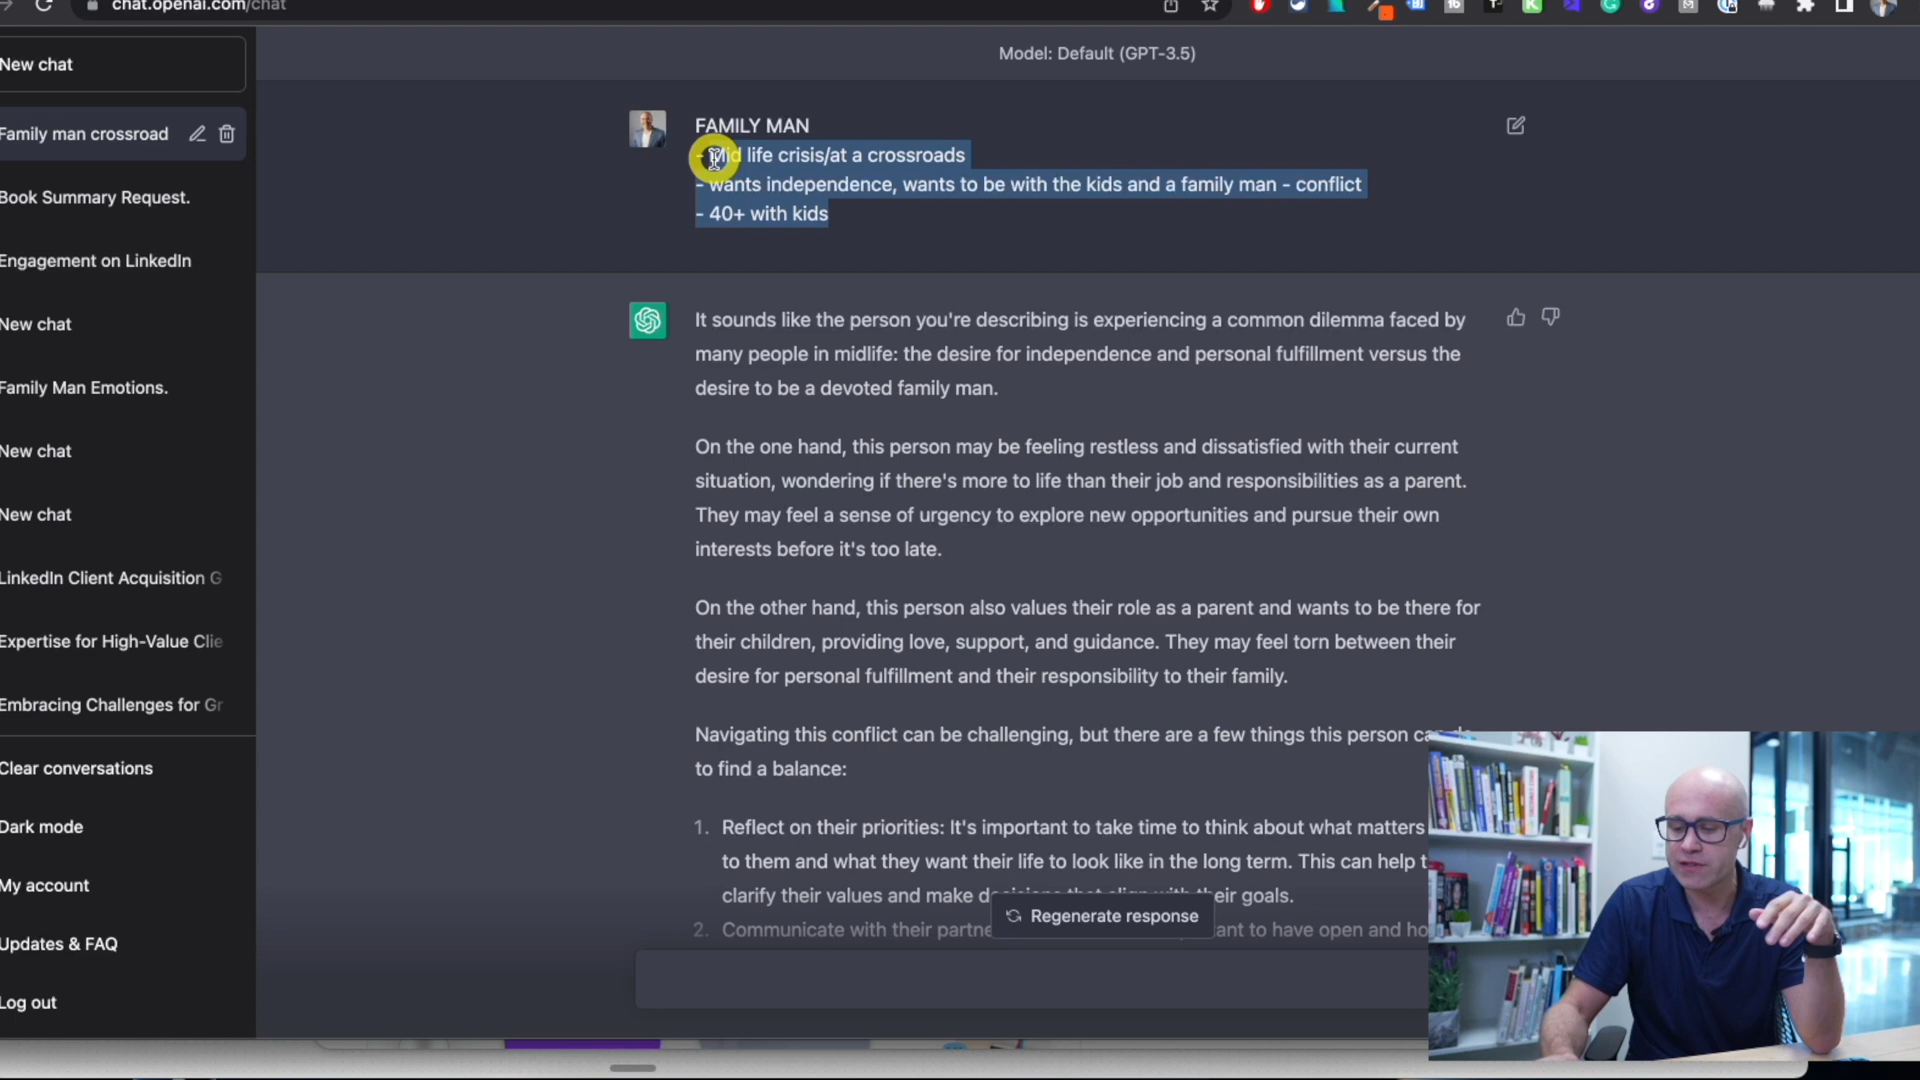 chat.openai.com/chat
New chat
Model: Default (GPT-3.5)
Family man crossroad
FAMILY MAN
- Mid life crisis/at a crossroads
- wants independence, wants to be with the kids and a family man - conflict
- 40+ with kids
Book Summary Request.
Engagement on LinkedIn
New chat
Family Man Emotions.
New chat
New chat
LinkedIn Client Acquisition G
Expertise for High-Value Clie
Embracing Challenges for Gr
Clear conversations
Dark mode
My account
Updates & FAQ
Log out
It sounds like the person you're describing is experiencing a common dilemma faced by
many people in midlife: the desire for independence and personal fulfillment versus the
desire to be a devoted family man.
On the one hand, this person may be feeling restless and dissatisfied with their current
situation, wondering if there's more to life than their job and responsibilities as a parent.
They may feel a sense of urgency to explore new opportunities and pursue their own
interests before it's too late.
On the other hand, this person also values their role as a parent and wants to be there for
their children, providing love, support, and guidance. They may feel torn between their
desire for personal fulfillment and their responsibility to their family.
Navigating this conflict can be challenging, but there are a few things this person
to find a balance:
1. Reflect on their priorities: It's important to take time to think about what matters
to them and what they want their life to look like in the long term. This can help
clarify their values and make decisions that align with their goals.
2. Communicate with their
Regenerate response